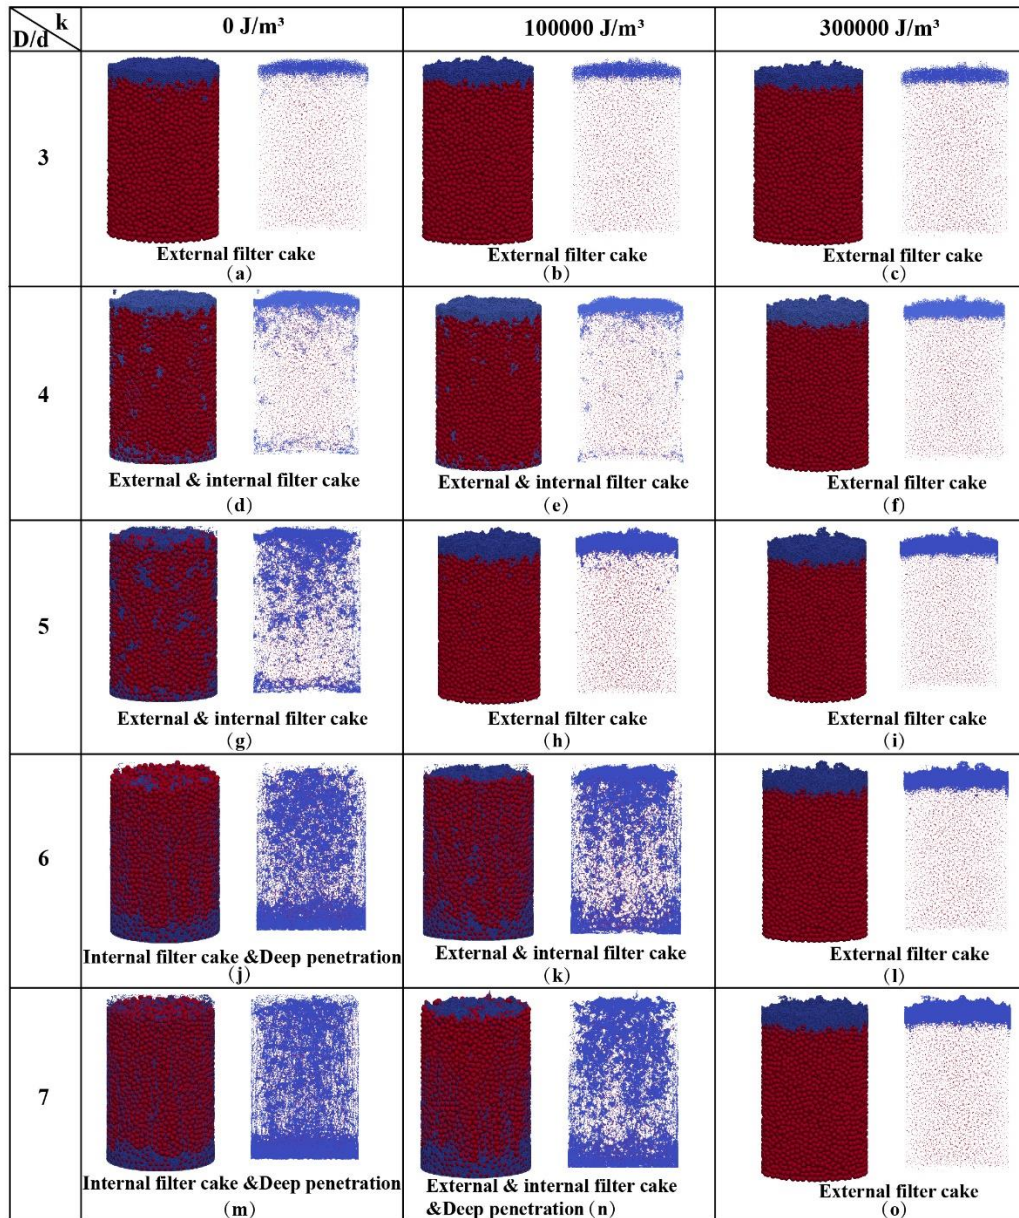 k
D/d
0 J/m³
100000 J/m³
300000 J/m³
3
External filter cake
(a)
External filter cake
(b)
External filter cake
(c)
4
External & internal filter cake
(d)
External & internal filter cake
(e)
External filter cake
(f)
5
External & internal filter cake
(g)
External filter cake
(h)
External filter cake
(i)
6
Internal filter cake &Deep penetration
(j)
External & internal filter cake
(k)
External filter cake
(l)
7
Internal filter cake &Deep penetration
(m)
External & internal filter cake
&Deep penetration (n)
External filter cake
(o)